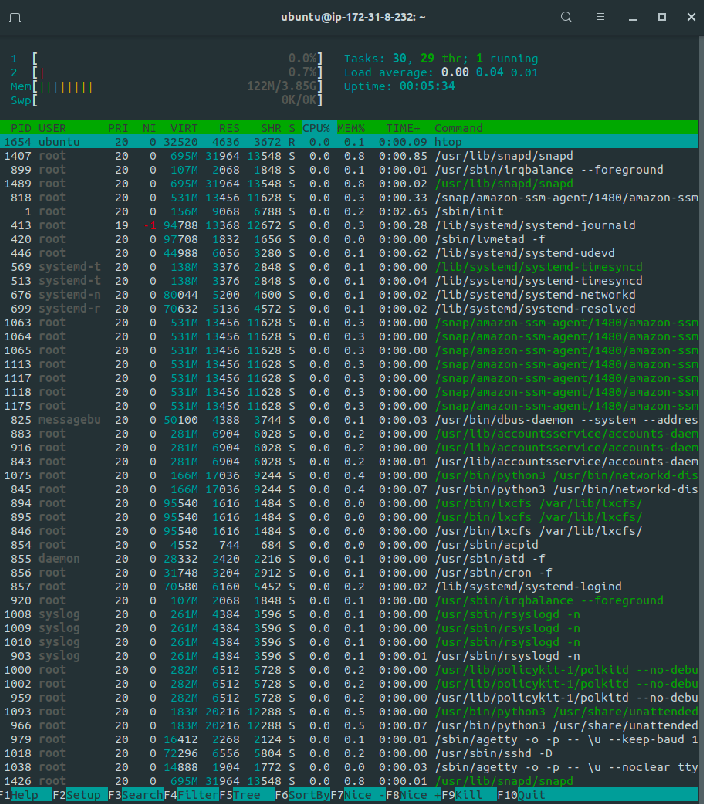 ubuntu@ip-172-31-8-232: ~
1 [ 0.0%] Tasks: 30, 29 thr; 1 running
2 [| 0.7%] Load average: 0.00 0.04 0.01
Mem[||||||||| 122M/3.85G] Uptime: 00:05:34
Swp[ 0K/0K]
PID USER PRI NI VIRT RES SHR S CPU% MEM% TIME+ Command
1654 ubuntu 20 0 32520 4636 3672 R 0.0 0.1 0:00.09 htop
1407 root 20 0 695M 31964 13548 S 0.0 0.8 0:00.85 /usr/lib/snapd/snapd
899 root 20 0 107M 2068 1848 S 0.0 0.1 0:00.01 /usr/sbin/irqbalance --foreground
1489 root 20 0 695M 31964 13548 S 0.0 0.8 0:00.02 /usr/lib/snapd/snapd
818 root 20 0 531M 13456 11628 S 0.0 0.3 0:00.33 /snap/amazon-ssm-agent/1480/amazon-ssm
1 root 20 0 156M 9068 6788 S 0.0 0.2 0:02.65 /sbin/init
413 root 19 -1 94788 13368 12672 S 0.0 0.3 0:00.28 /lib/systemd/systemd-journald
420 root 20 0 97708 1832 1656 S 0.0 0.0 0:00.00 /sbin/lvmetad -f
446 root 20 0 44988 6056 3280 S 0.0 0.1 0:00.62 /lib/systemd/systemd-udevd
569 systemd-t 20 0 138M 3376 2848 S 0.0 0.1 0:00.00 /lib/systemd/systemd-timesyncd
513 systemd-t 20 0 138M 3376 2848 S 0.0 0.1 0:00.04 /lib/systemd/systemd-timesyncd
676 systemd-n 20 0 80044 5200 4600 S 0.0 0.1 0:00.02 /lib/systemd/systemd-networkd
699 systemd-r 20 0 70632 5136 4572 S 0.0 0.1 0:00.02 /lib/systemd/systemd-resolved
1063 root 20 0 531M 13456 11628 S 0.0 0.3 0:00.00 /snap/amazon-ssm-agent/1480/amazon-ssm
1064 root 20 0 531M 13456 11628 S 0.0 0.3 0:00.00 /snap/amazon-ssm-agent/1480/amazon-ssm
1065 root 20 0 531M 13456 11628 S 0.0 0.3 0:00.00 /snap/amazon-ssm-agent/1480/amazon-ssm
1113 root 20 0 531M 13456 11628 S 0.0 0.3 0:00.00 /snap/amazon-ssm-agent/1480/amazon-ssm
1117 root 20 0 531M 13456 11628 S 0.0 0.3 0:00.00 /snap/amazon-ssm-agent/1480/amazon-ssm
1118 root 20 0 531M 13456 11628 S 0.0 0.3 0:00.00 /snap/amazon-ssm-agent/1480/amazon-ssm
1175 root 20 0 531M 13456 11628 S 0.0 0.3 0:00.00 /snap/amazon-ssm-agent/1480/amazon-ssm
825 messagebu 20 0 50100 4388 3744 S 0.0 0.1 0:00.03 /usr/bin/dbus-daemon --system --addres
883 root 20 0 281M 6904 6028 S 0.0 0.2 0:00.00 /usr/lib/accountsservice/accounts-daem
916 root 20 0 281M 6904 6028 S 0.0 0.2 0:00.00 /usr/lib/accountsservice/accounts-daem
843 root 20 0 281M 6904 6028 S 0.0 0.2 0:00.01 /usr/lib/accountsservice/accounts-daem
1075 root 20 0 166M 17036 9244 S 0.0 0.4 0:00.00 /usr/bin/python3 /usr/bin/networkd-dis
845 root 20 0 166M 17036 9244 S 0.0 0.4 0:00.07 /usr/bin/python3 /usr/bin/networkd-dis
894 root 20 0 95540 1616 1484 S 0.0 0.0 0:00.00 /usr/bin/lxcfs /var/lib/lxcfs/
895 root 20 0 95540 1616 1484 S 0.0 0.0 0:00.00 /usr/bin/lxcfs /var/lib/lxcfs/
846 root 20 0 95540 1616 1484 S 0.0 0.0 0:00.00 /usr/bin/lxcfs /var/lib/lxcfs/
854 root 20 0 4552 744 684 S 0.0 0.0 0:00.00 /usr/sbin/acpid
855 daemon 20 0 28332 2420 2216 S 0.0 0.1 0:00.00 /usr/sbin/atd -f
856 root 20 0 31748 3204 2912 S 0.0 0.1 0:00.00 /usr/sbin/cron -f
857 root 20 0 70580 6160 5452 S 0.0 0.2 0:00.01 /lib/systemd/systemd-logind
920 root 20 0 107M 2068 1848 S 0.0 0.1 0:00.00 /usr/sbin/irqbalance --foreground
1008 syslog 20 0 261M 4384 3596 S 0.0 0.1 0:00.00 /usr/sbin/rsyslogd -n
1009 syslog 20 0 261M 4384 3596 S 0.0 0.1 0:00.00 /usr/sbin/rsyslogd -n
1010 syslog 20 0 261M 4384 3596 S 0.0 0.1 0:00.00 /usr/sbin/rsyslogd -n
903 syslog 20 0 261M 4384 3596 S 0.0 0.1 0:00.01 /usr/sbin/rsyslogd -n
1000 root 20 0 282M 6512 5728 S 0.0 0.2 0:00.00 /usr/lib/policykit-1/polkitd --no-debu
1002 root 20 0 282M 6512 5728 S 0.0 0.2 0:00.00 /usr/lib/policykit-1/polkitd --no-debu
959 root 20 0 282M 6512 5728 S 0.0 0.2 0:00.00 /usr/lib/policykit-1/polkitd --no-debu
1093 root 20 0 183M 20216 12288 S 0.0 0.5 0:00.00 /usr/bin/python3 /usr/share/unattended
966 root 20 0 183M 20216 12288 S 0.0 0.5 0:00.07 /usr/bin/python3 /usr/share/unattended
979 root 20 0 16412 2268 2124 S 0.0 0.1 0:00.01 /sbin/agetty -o -p -- \u --keep-baud 1
1018 root 20 0 72296 6556 5804 S 0.0 0.2 0:00.02 /usr/sbin/sshd -D
1038 root 20 0 14888 1904 1772 S 0.0 0.0 0:00.03 /sbin/agetty -o -p -- \u --noclear tty
1426 root 20 0 695M 31964 13548 S 0.0 0.8 0:00.01 /usr/lib/snapd/snapd
F1Help F2Setup F3SearchF4FilterF5Tree F6SortByF7Nice -F8Nice +F9Kill F10Quit